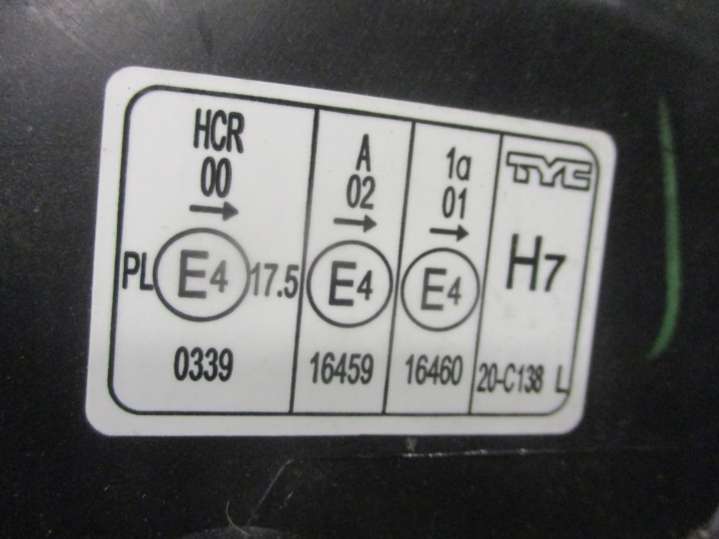 HCR
00
→
PL E4 17.5
0339
A
02
→
E4
16459
1a
01
→
E4
16460
TYC
H7
20-C138 L